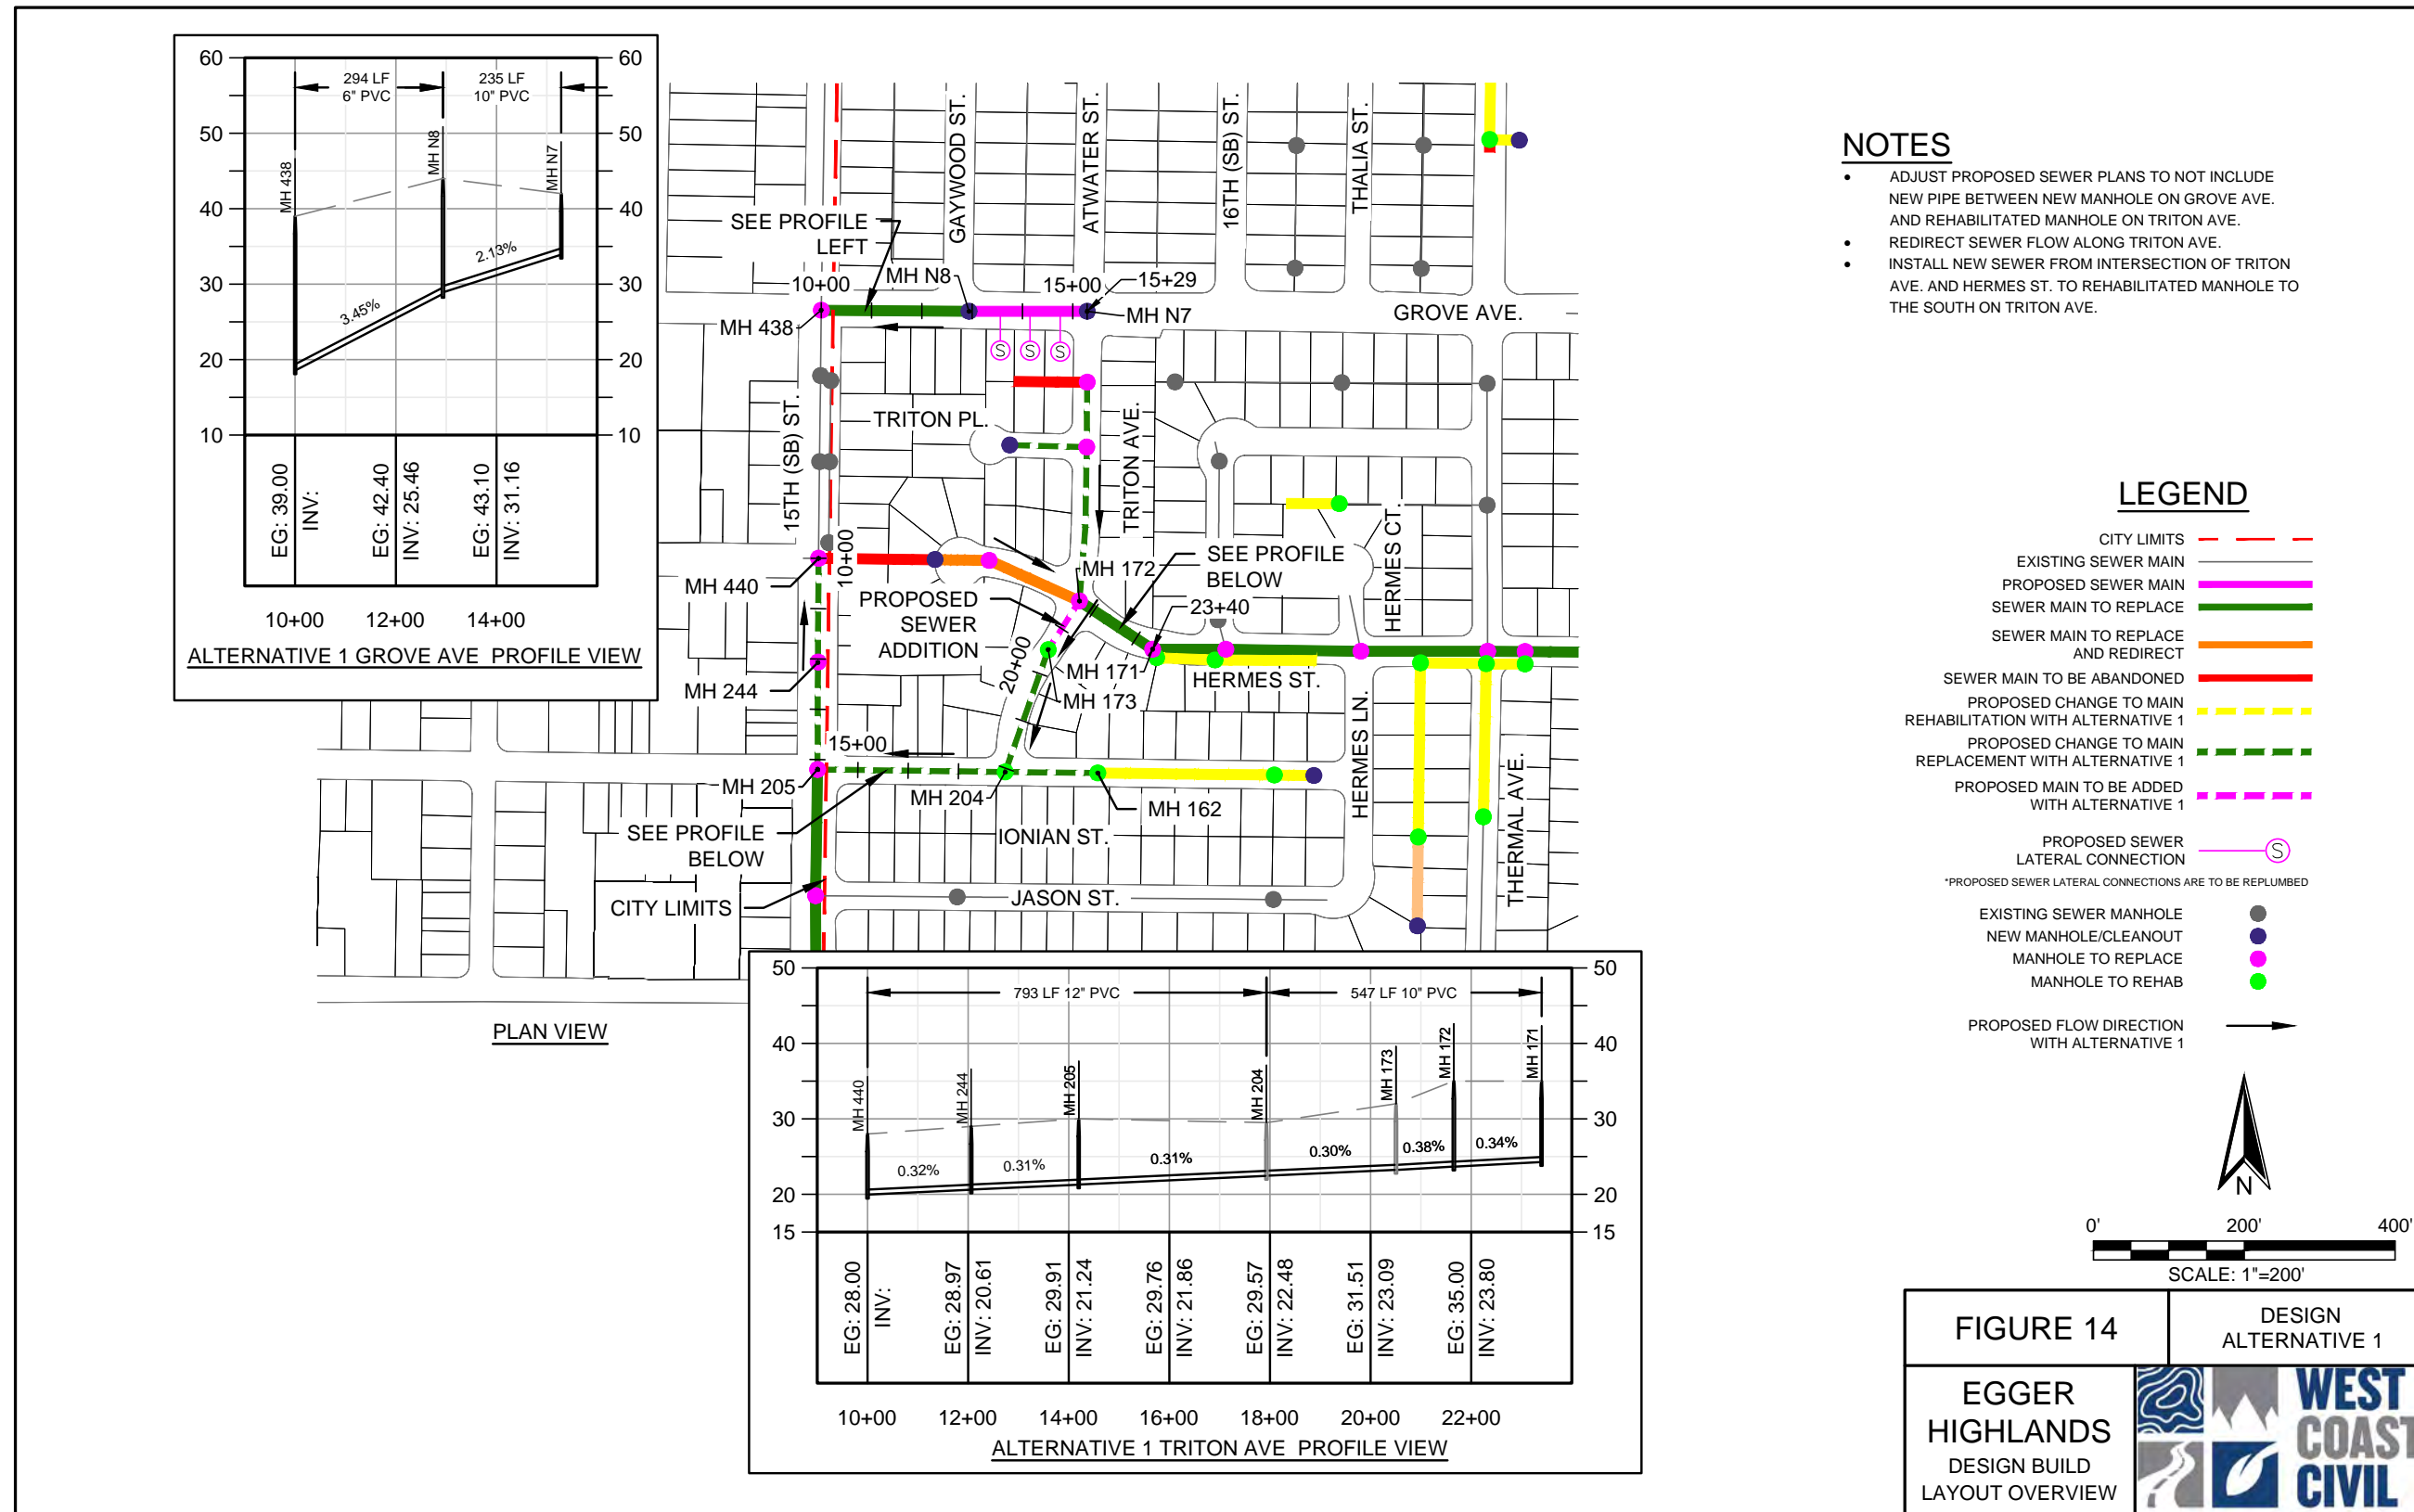 60
50
40
30
20
10
60
50
40
30
20
10
294 LF
6" PVC
235 LF
10" PVC
MH 438
MH N8
MH N7
3.45%
2.13%
EG: 39.00
INV:
EG: 42.40
INV: 25.46
EG: 43.10
INV: 31.16
10+00
12+00
14+00
ALTERNATIVE 1 GROVE AVE  PROFILE VIEW
GAYWOOD ST.
ATWATER ST.
16TH (SB) ST.
THALIA ST.
SEE PROFILE
LEFT
10+00
MH N8
15+00
15+29
MH 438
MH N7
GROVE AVE.
S
S
S
15TH (SB) ST.
TRITON PL.
TRITON AVE.
HERMES CT.
10+00
SEE PROFILE
BELOW
MH 172
MH 440
PROPOSED
SEWER
ADDITION
23+40
20+00
MH 171
HERMES ST.
MH 244
MH 173
HERMES LN.
15+00
MH 205
MH 204
MH 162
SEE PROFILE
BELOW
IONIAN ST.
THERMAL AVE.
CITY LIMITS
JASON ST.
PLAN VIEW
50
40
30
20
15
50
40
30
20
15
793 LF 12" PVC
547 LF 10" PVC
MH 440
MH 244
MH 205
MH 204
MH 173
MH 172
MH 171
0.32%
0.31%
0.31%
0.30%
0.38%
0.34%
EG: 28.00
INV:
EG: 28.97
INV: 20.61
EG: 29.91
INV: 21.24
EG: 29.76
INV: 21.86
EG: 29.57
INV: 22.48
EG: 31.51
INV: 23.09
EG: 35.00
INV: 23.80
10+00
12+00
14+00
16+00
18+00
20+00
22+00
ALTERNATIVE 1 TRITON AVE  PROFILE VIEW
NOTES
• ADJUST PROPOSED SEWER PLANS TO NOT INCLUDE
NEW PIPE BETWEEN NEW MANHOLE ON GROVE AVE.
AND REHABILITATED MANHOLE ON TRITON AVE.
• REDIRECT SEWER FLOW ALONG TRITON AVE.
• INSTALL NEW SEWER FROM INTERSECTION OF TRITON
AVE. AND HERMES ST. TO REHABILITATED MANHOLE TO
THE SOUTH ON TRITON AVE.
LEGEND
CITY LIMITS
EXISTING SEWER MAIN
PROPOSED SEWER MAIN
SEWER MAIN TO REPLACE
SEWER MAIN TO REPLACE
AND REDIRECT
SEWER MAIN TO BE ABANDONED
PROPOSED CHANGE TO MAIN
REHABILITATION WITH ALTERNATIVE 1
PROPOSED CHANGE TO MAIN
REPLACEMENT WITH ALTERNATIVE 1
PROPOSED MAIN TO BE ADDED
WITH ALTERNATIVE 1
PROPOSED SEWER
LATERAL CONNECTION
S
*PROPOSED SEWER LATERAL CONNECTIONS ARE TO BE REPLUMBED
EXISTING SEWER MANHOLE
NEW MANHOLE/CLEANOUT
MANHOLE TO REPLACE
MANHOLE TO REHAB
PROPOSED FLOW DIRECTION
WITH ALTERNATIVE 1
N
0' 200' 400'
SCALE: 1"=200'
FIGURE 14
DESIGN
ALTERNATIVE 1
EGGER
HIGHLANDS
DESIGN BUILD
LAYOUT OVERVIEW
WEST
COAST
CIVIL